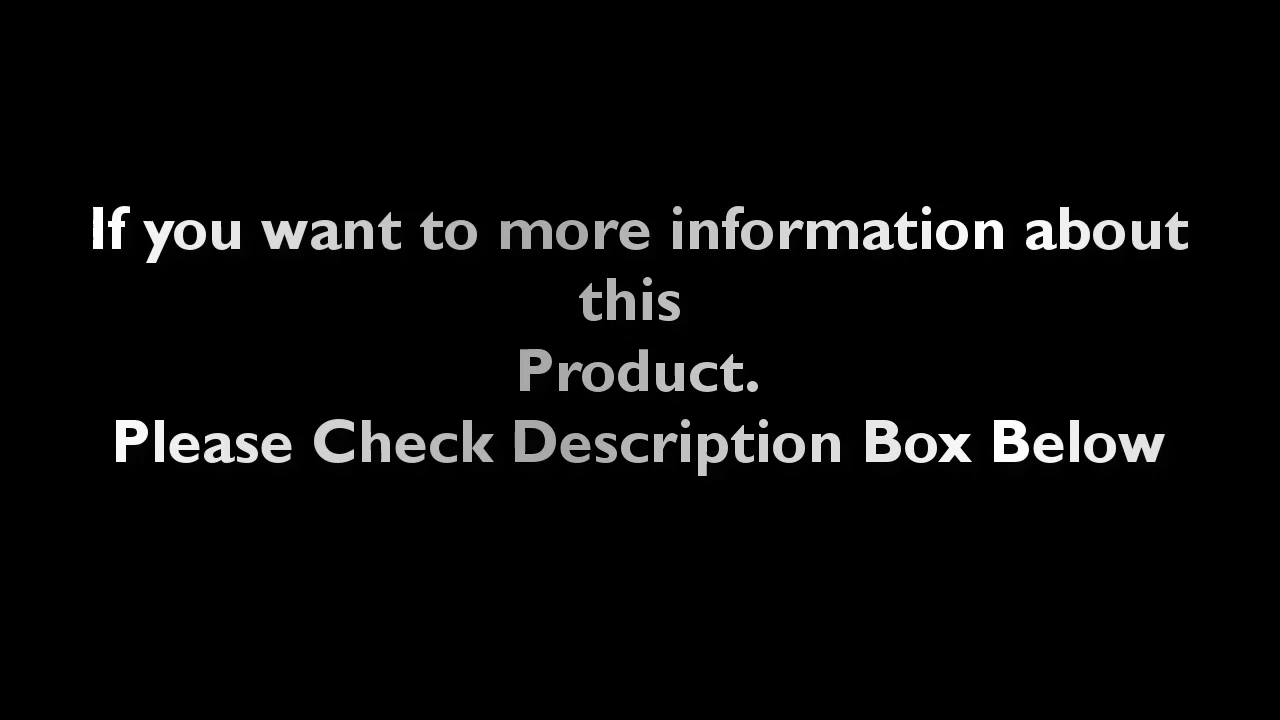 If you want to more information about
this
Product.
Please Check Description Box Below